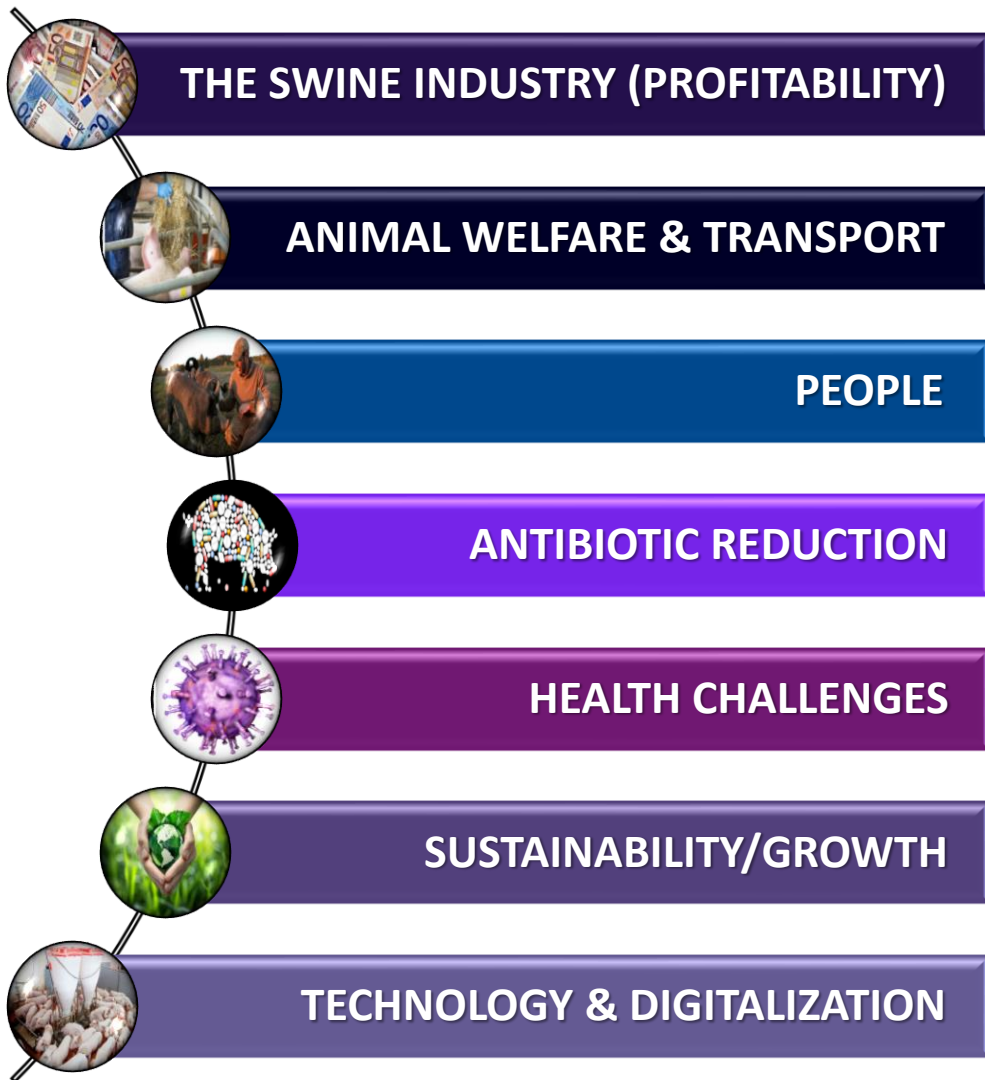 THE SWINE INDUSTRY (PROFITABILITY)
ANIMAL WELFARE & TRANSPORT
PEOPLE
ANTIBIOTIC REDUCTION
HEALTH CHALLENGES
SUSTAINABILITY/GROWTH
TECHNOLOGY & DIGITALIZATION